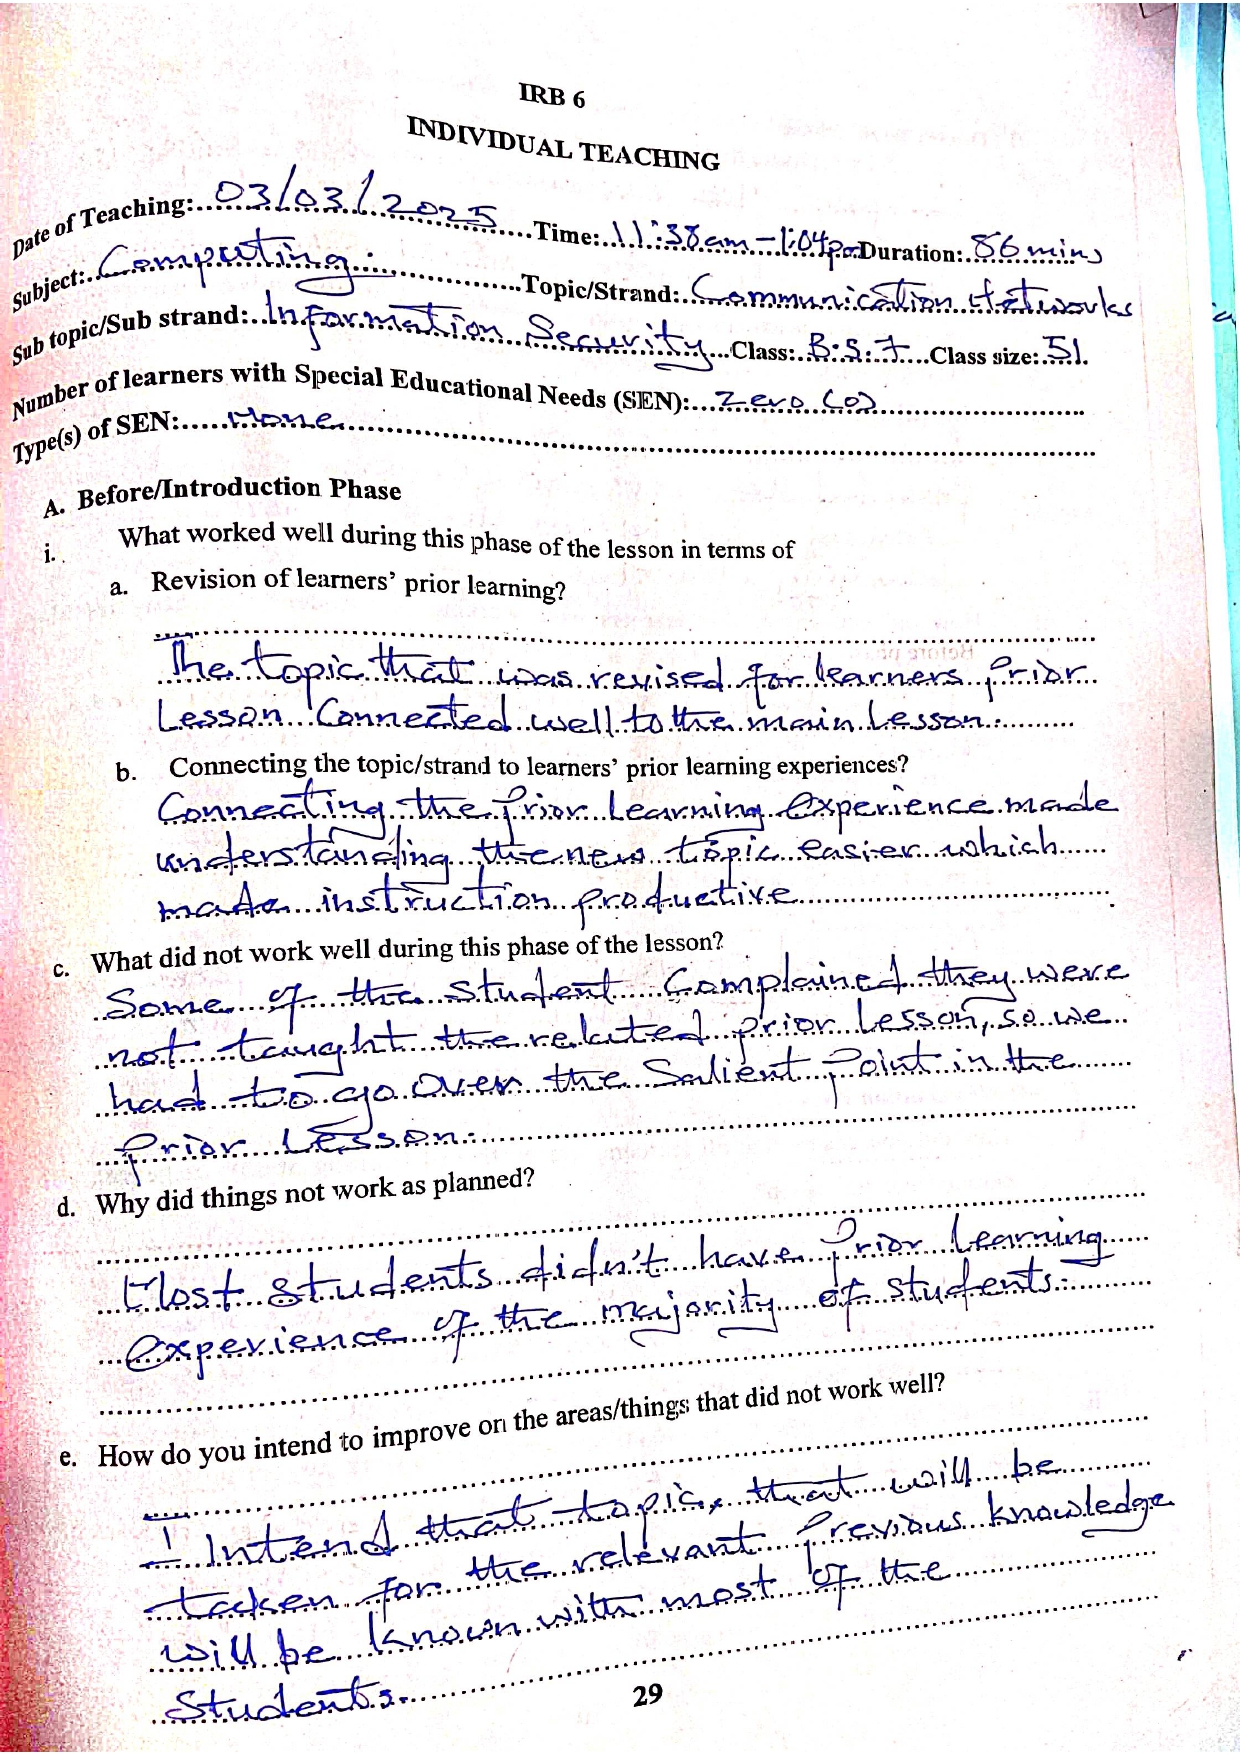 IRB 6
INDIVIDUAL TEACHING
Date of Teaching: 03/03/2025 Time: 11:38am - 1:04pm Duration: 86 mins
Subject: Computing Topic/Strand: Communication Networks
Sub topic/Sub strand: Information Security Class: B.S.7 Class size: 51.
Number of learners with Special Educational Needs (SEN): Zero (0)
Type(s) of SEN: None
A. Before/Introduction Phase
i. What worked well during this phase of the lesson in terms of
a. Revision of learners' prior learning?
The topic that was revised for learners prior
Lesson Connected well to the main Lesson.
b. Connecting the topic/strand to learners' prior learning experiences?
Connecting the prior Learning experience made
understanding the new topic easier which
made instruction productive
c. What did not work well during this phase of the lesson?
Some of the student Complained they were
not taught the related prior Lesson, so we
had to go over the Salient point in the
prior Lesson.
d. Why did things not work as planned?
Most students didn't have prior Learning
experience of the majority of students.
e. How do you intend to improve on the areas/things that did not work well?
I Intend that topic, that will be
taken for the relevant previous knowledge
will be known with most of the
Students.
29